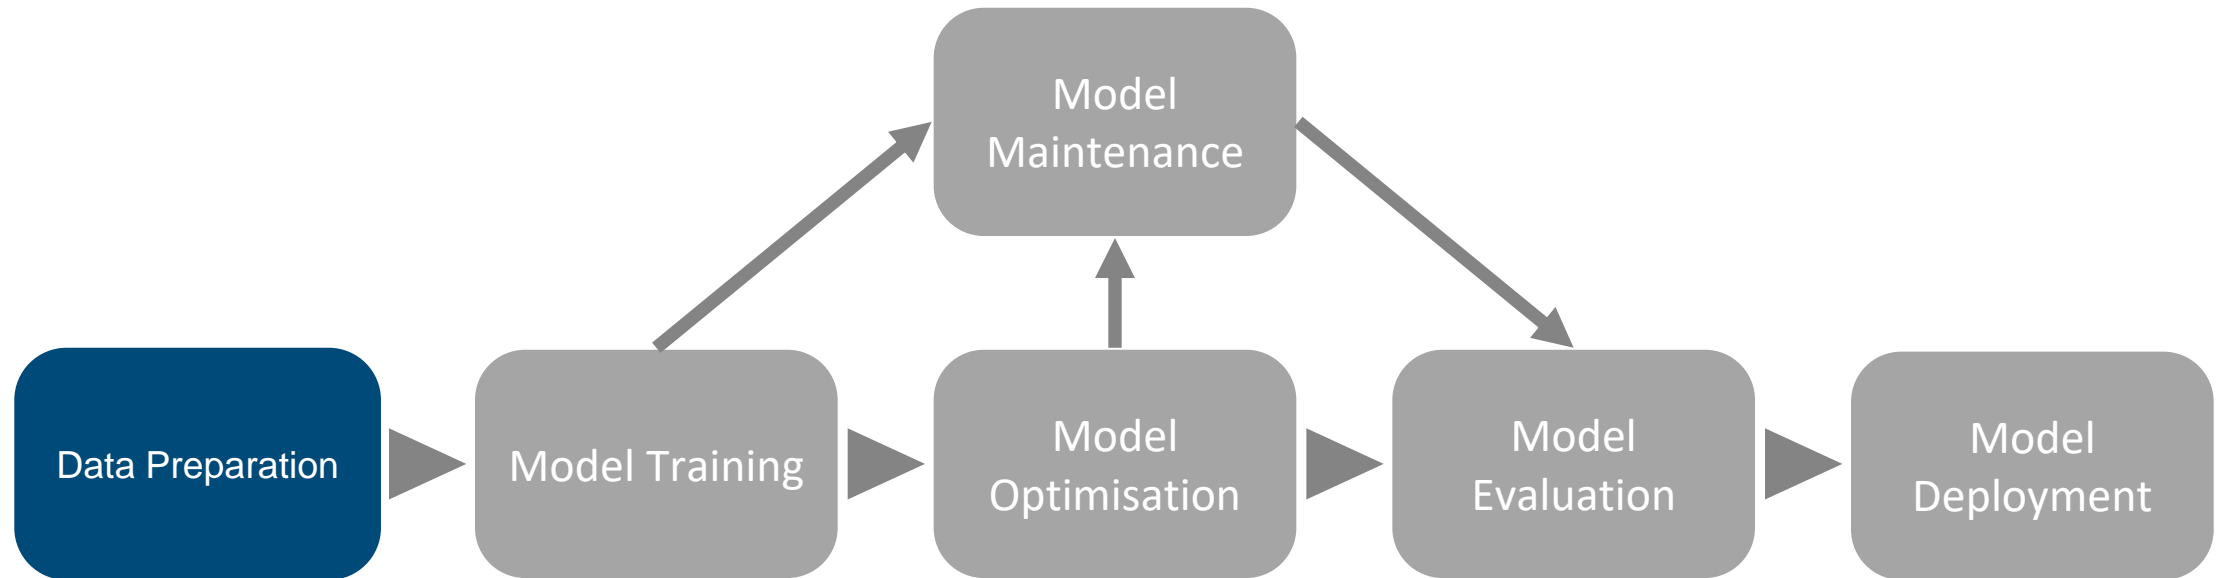 Model
Maintenance
Data Preparation
Model Training
Model
Optimisation
Model
Evaluation
Model
Deployment